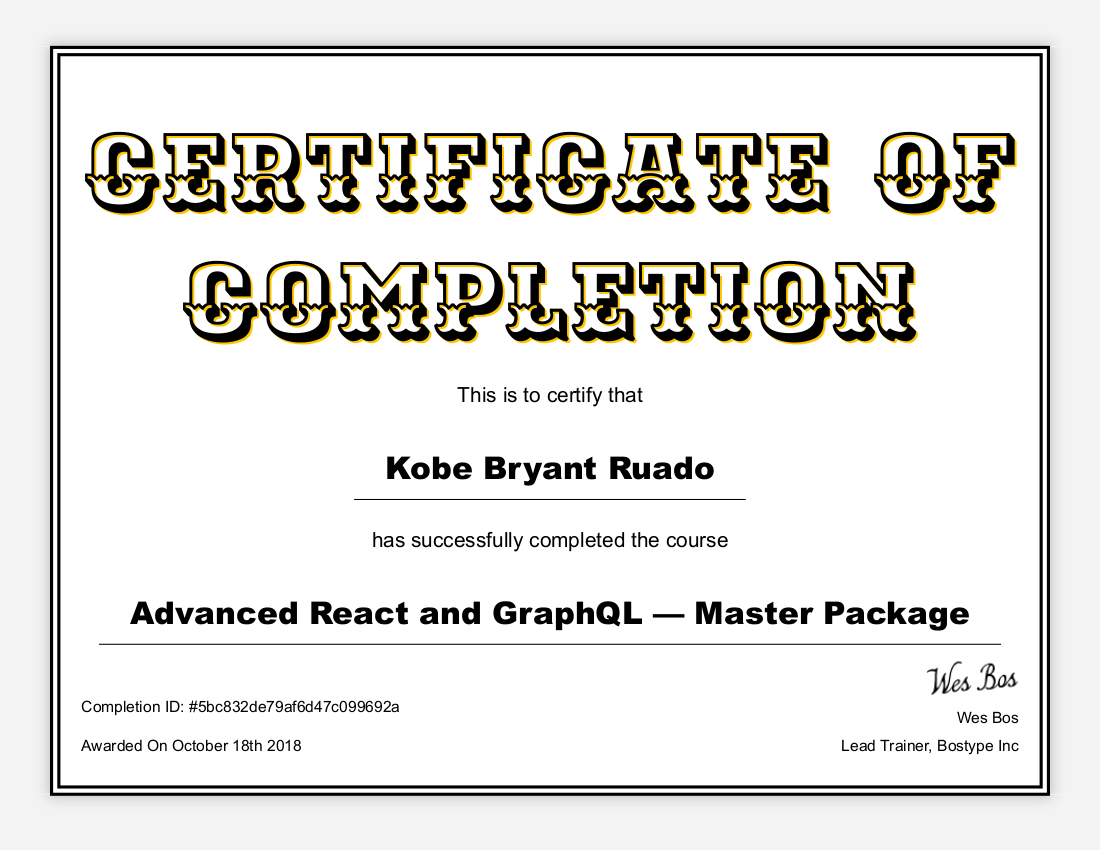 CERTIFICATE OF
COMPLETION
This is to certify that
Kobe Bryant Ruado
has successfully completed the course
Advanced React and GraphQL — Master Package
Wes Bos
Completion ID: #5bc832de79af6d47c099692a
Wes Bos
Awarded On October 18th 2018
Lead Trainer, Bostype Inc